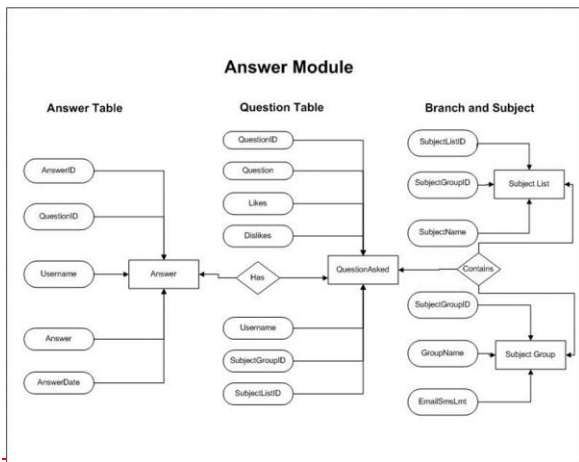 Answer Module
Answer Table
Question Table
Branch and Subject
AnswerID
QuestionID
Username
Answer
AnswerDate
Answer
Has
QuestionID
Question
Likes
Dislikes
QuestionAsked
Username
SubjectGroupID
SubjectListID
Contains
SubjectListID
SubjectGroupID
SubjectName
Subject List
SubjectGroupID
GroupName
EmailSmsLmt
Subject Group